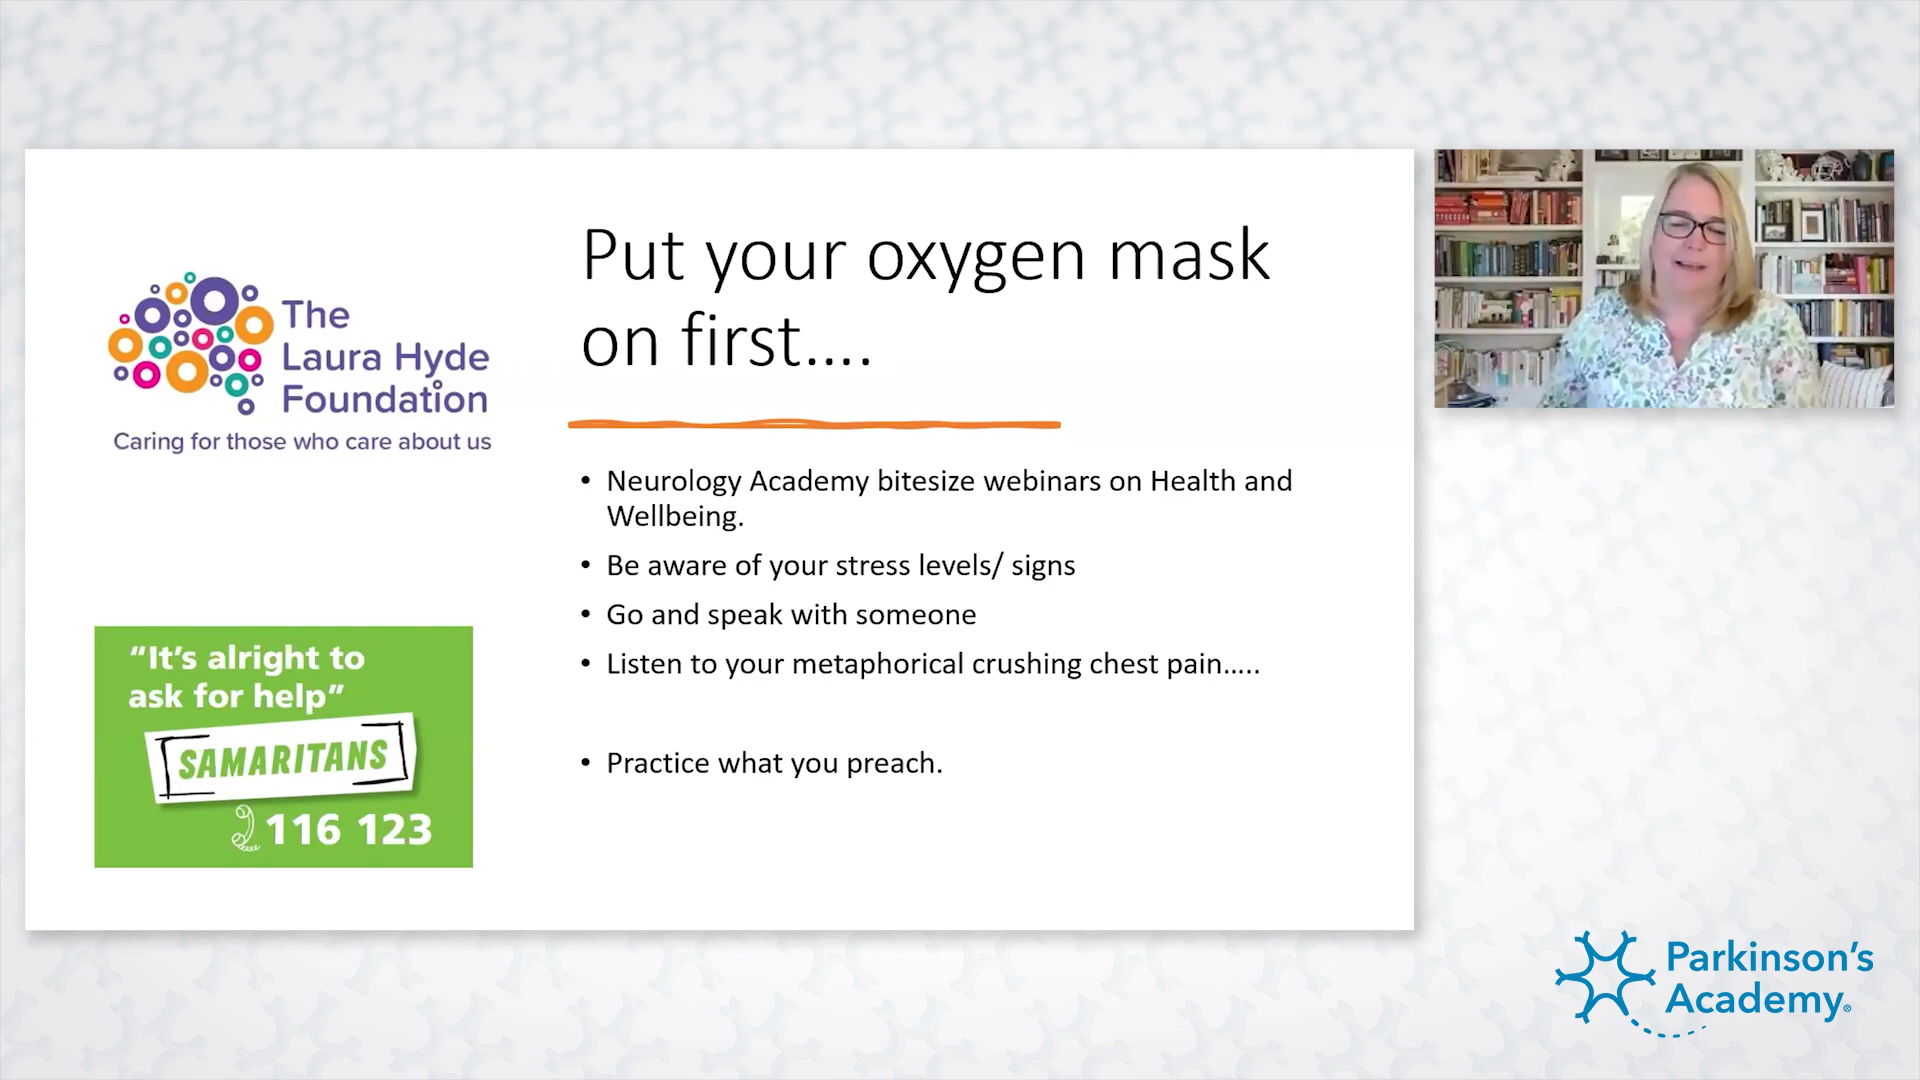 The
Laura Hyde
Foundation
Caring for those who care about us
"It's alright to
ask for help"
SAMARITANS
116 123
Put your oxygen mask
on first....
• Neurology Academy bitesize webinars on Health and
Wellbeing.
• Be aware of your stress levels/ signs
• Go and speak with someone
• Listen to your metaphorical crushing chest pain.....
• Practice what you preach.
Parkinson's
Academy®